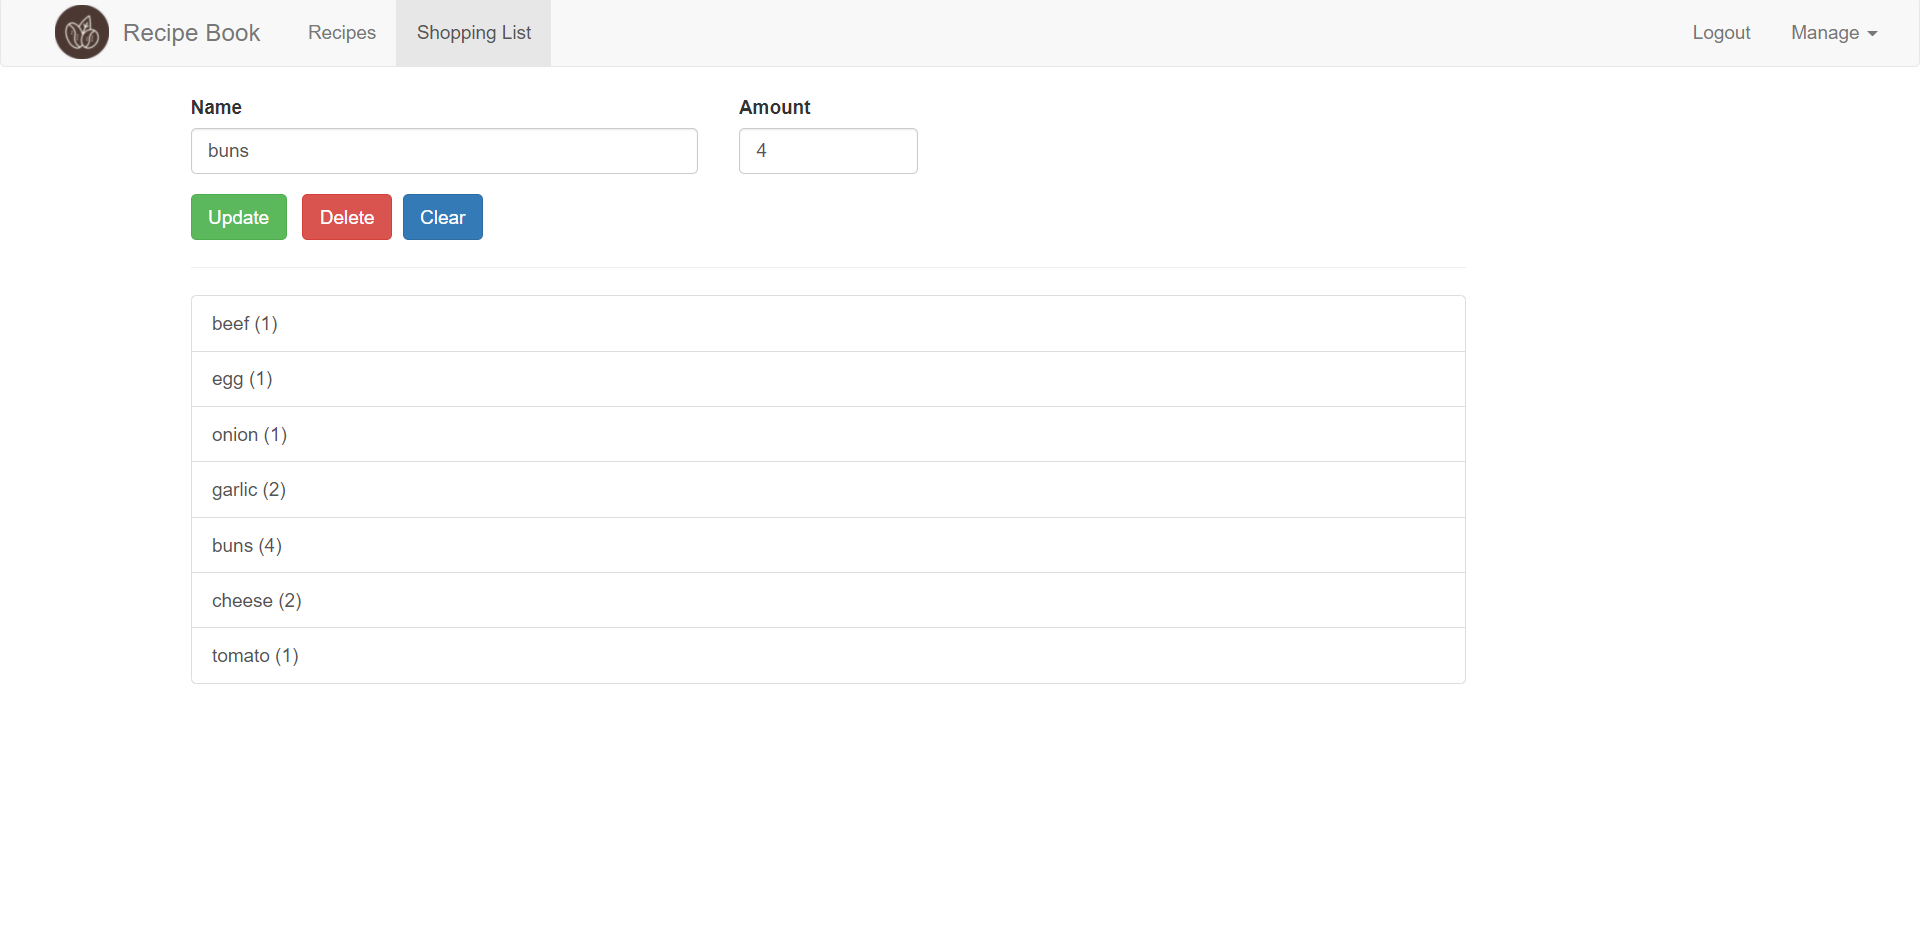 Recipe Book Recipes Shopping List Logout Manage
Name Amount
buns 4
Update Delete Clear
beef (1)
egg (1)
onion (1)
garlic (2)
buns (4)
cheese (2)
tomato (1)